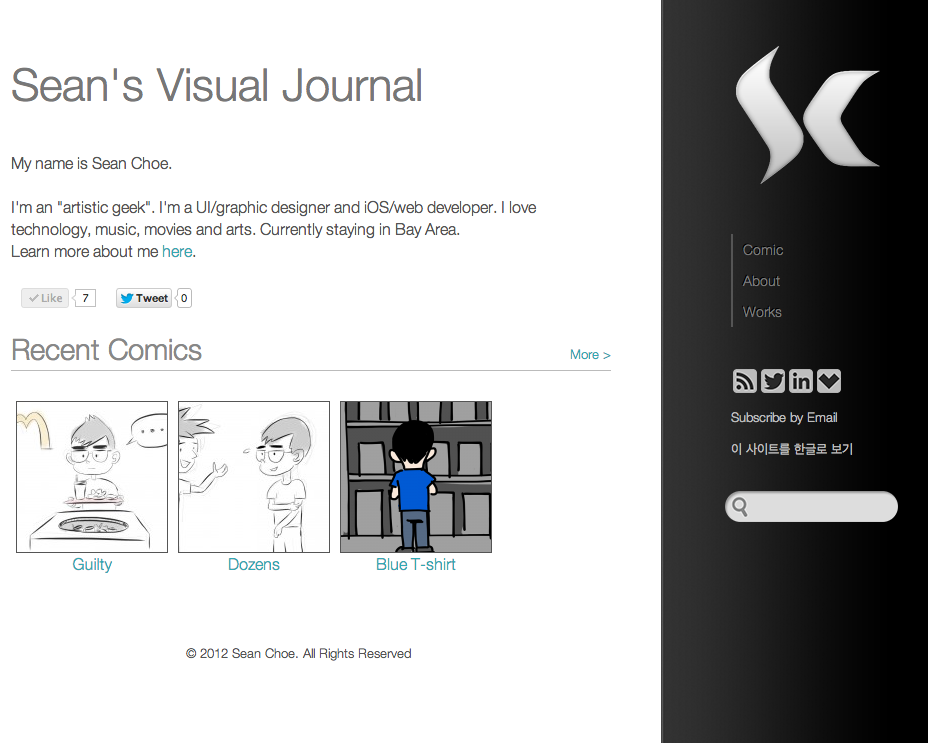 Sean's Visual Journal
My name is Sean Choe.
I'm an "artistic geek". I'm a UI/graphic designer and iOS/web developer. I love
technology, music, movies and arts. Currently staying in Bay Area.
Learn more about me here.
Like 7 Tweet 0
Recent Comics More >
Guilty Dozens Blue T-shirt
© 2012 Sean Choe. All Rights Reserved
SC
Comic
About
Works
in
Subscribe by Email
이 사이트를 한글로 보기